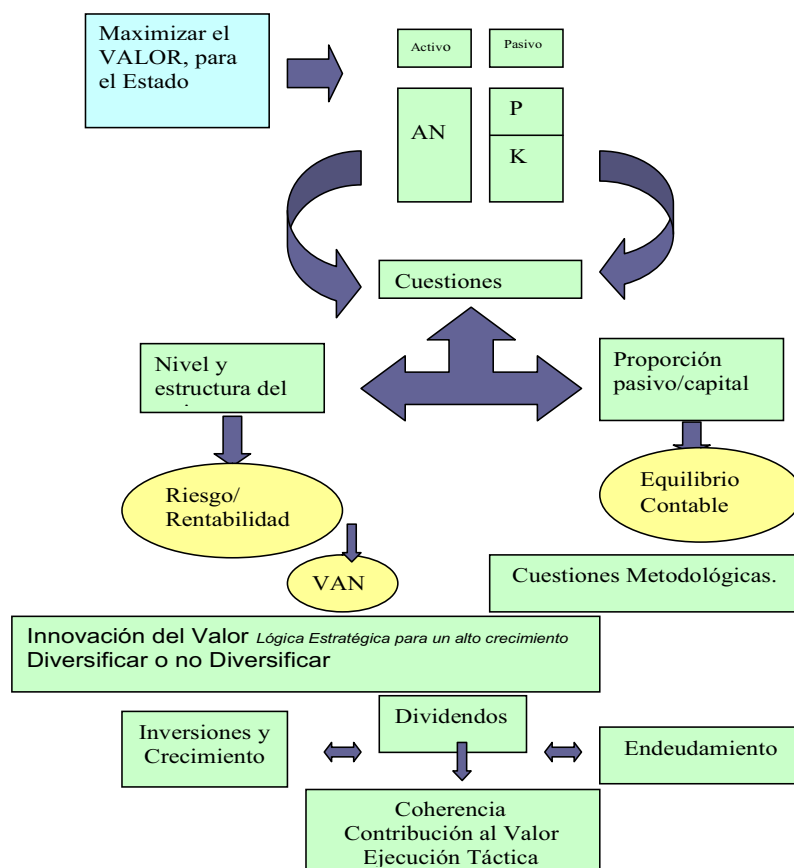 Maximizar el
VALOR, para
el Estado
Activo
Pasivo
AN
P
K
Cuestiones
Nivel y
estructura del
Proporción
pasivo/capital
Riesgo/
Rentabilidad
Equilibrio
Contable
VAN
Cuestiones Metodológicas.
Innovación del Valor Lógica Estratégica para un alto crecimiento
Diversificar o no Diversificar
Dividendos
Inversiones y
Crecimiento
Endeudamiento
Coherencia
Contribución al Valor
Ejecución Táctica